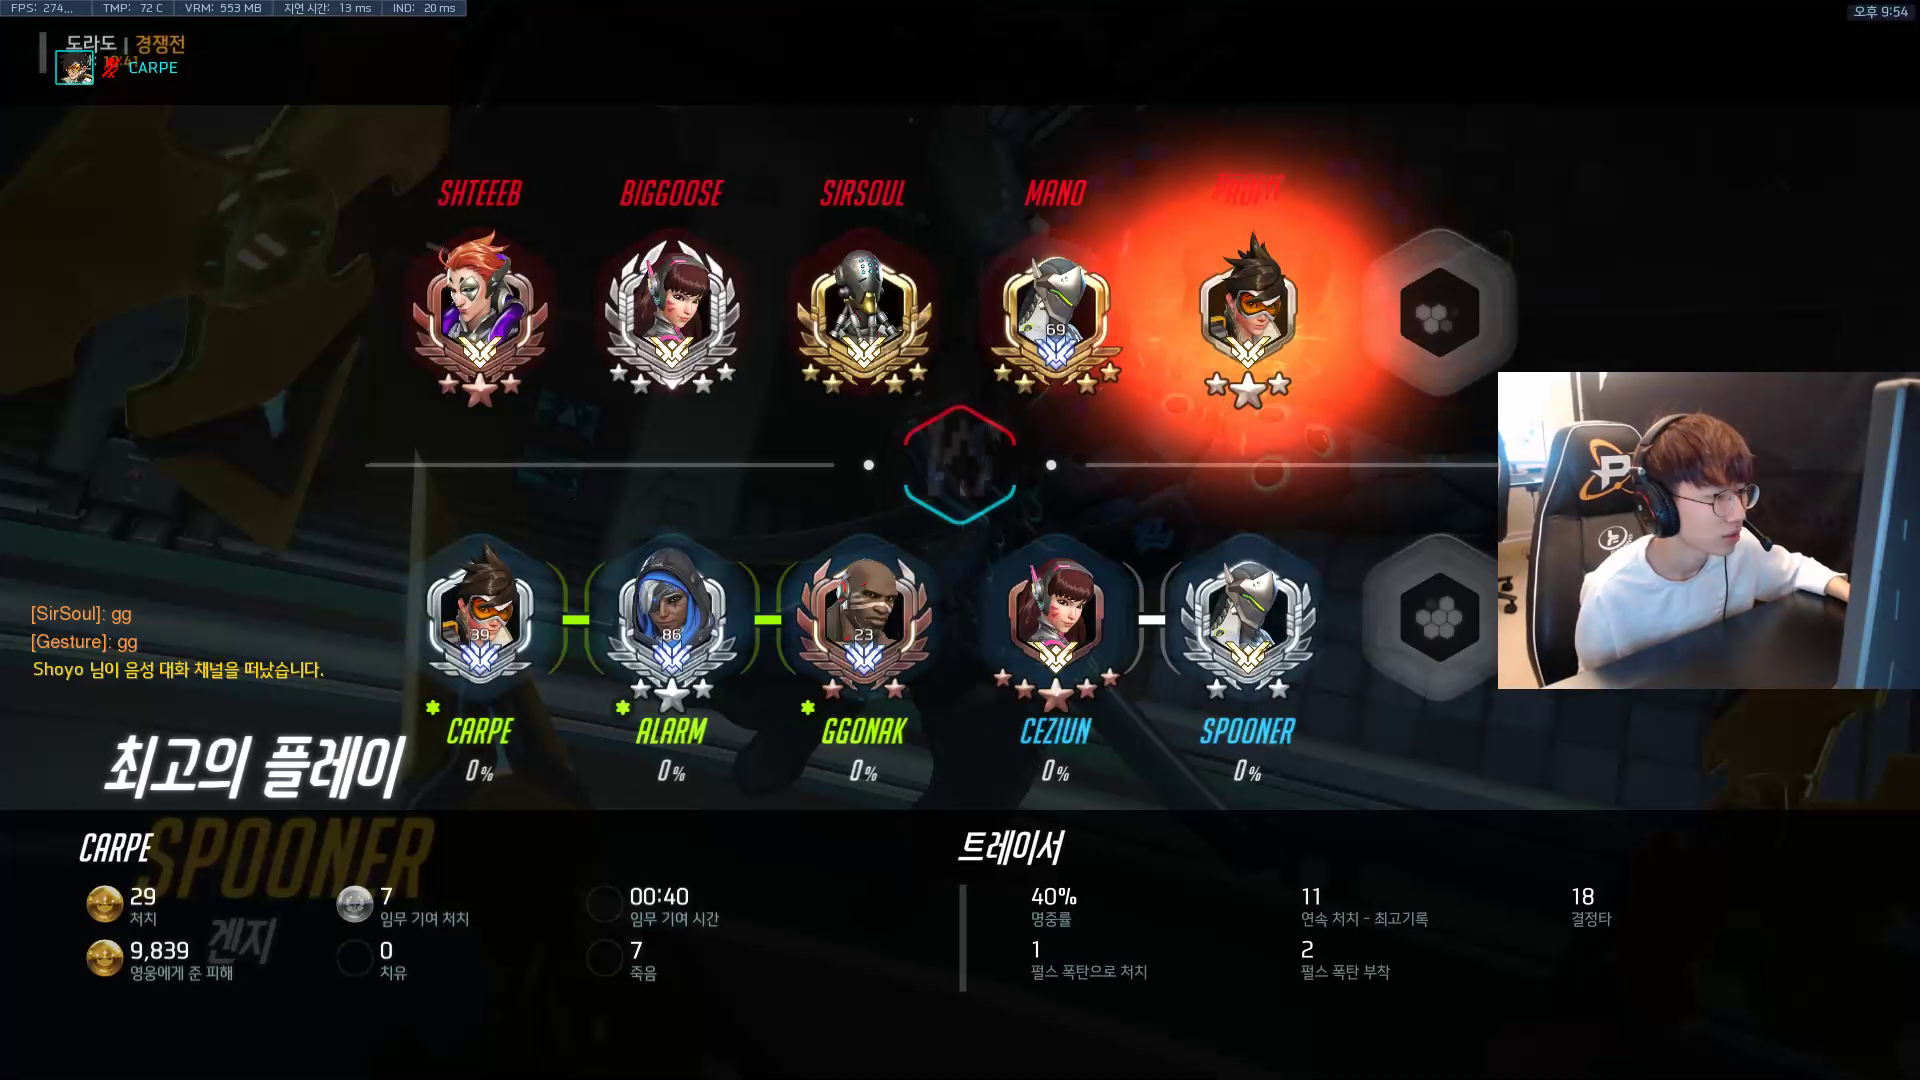 FPS: 274... TMP: 72 C VRM: 553 MB 지연 시간: 13 ms IND: 20 ms
오후 9:54
도라도 | 경쟁전
CARPE
SHTEEEB BIGGOOSE SIRSOUL MANO PROFIT
69
39 86 23
[SirSoul]: gg
[Gesture]: gg
Shoyo 님이 음성 대화 채널을 떠났습니다.
CARPE ALARM GGONAK CEZIUN SPOONER
0% 0% 0% 0% 0%
최고의 플레이
SPOONER
겐지
CARPE
29
처치
7
임무 기여 처치
00:40
임무 기여 시간
9,839
영웅에게 준 피해
0
치유
7
죽음
트레이서
40%
명중률
11
연속 처치 - 최고기록
18
결정타
1
펄스 폭탄으로 처치
2
펄스 폭탄 부착